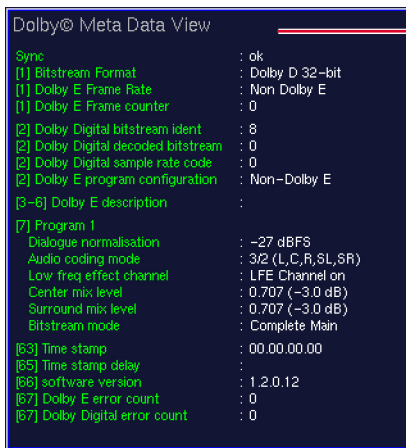 Dolby© Meta Data View
Sync : ok
[1] Bitstream Format : Dolby D 32-bit
[1] Dolby E Frame Rate : Non Dolby E
[1] Dolby E Frame counter : 0
[2] Dolby Digital bitstream ident : 8
[2] Dolby Digital decoded bitstream : 0
[2] Dolby Digital sample rate code : 0
[2] Dolby E program configuration : Non-Dolby E
[3-6] Dolby E description :
[7] Program 1
Dialogue normalisation : -27 dBFS
Audio coding mode : 3/2 (L,C,R,SL,SR)
Low freq effect channel : LFE Channel on
Center mix level : 0.707 (-3.0 dB)
Surround mix level : 0.707 (-3.0 dB)
Bitstream mode : Complete Main
[63] Time stamp : 00.00.00.00
[65] Time stamp delay :
[66] software version : 1.2.0.12
[67] Dolby E error count : 0
[67] Dolby Digital error count : 0